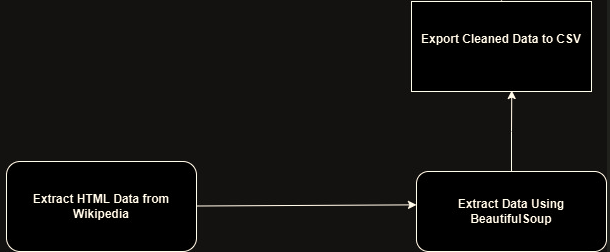 Export Cleaned Data to CSV
Extract HTML Data from
Wikipedia
Extract Data Using
BeautifulSoup